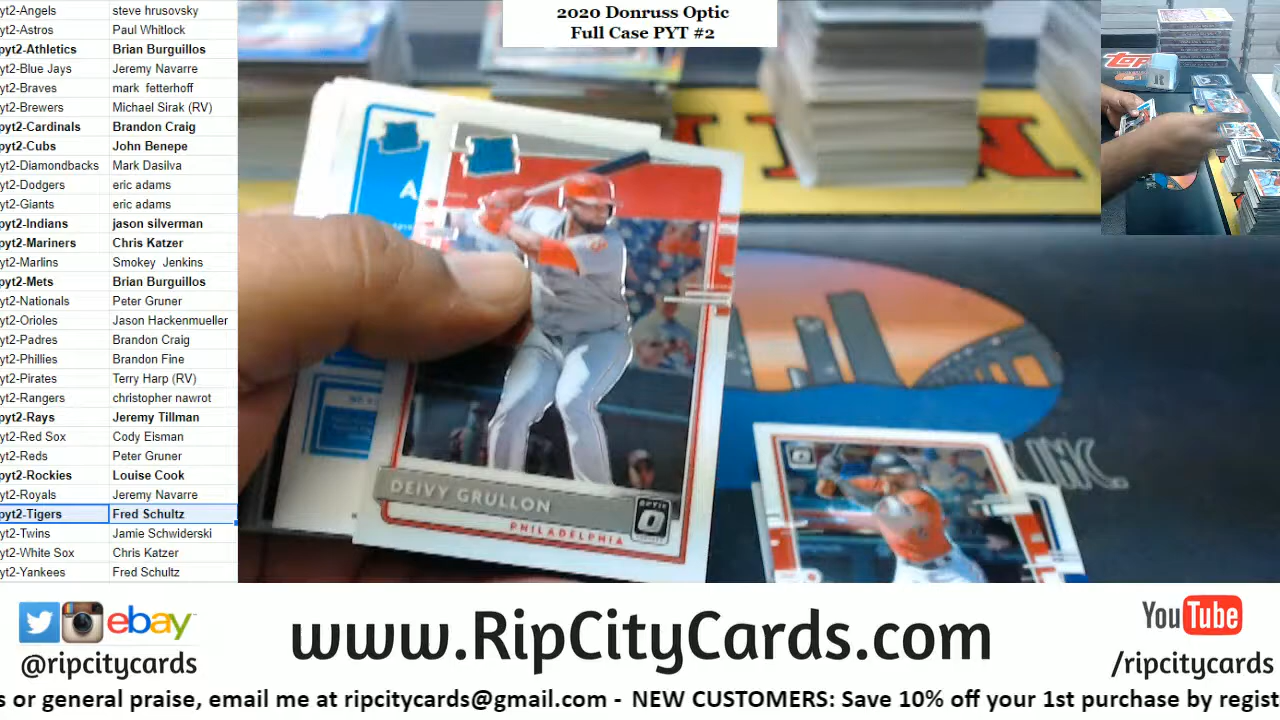 yt2-Angels steve hrusovsky
yt2-Astros Paul Whitlock
pyt2-Athletics Brian Burguillos
yt2-Blue Jays Jeremy Navarre
yt2-Braves mark fetterhoff
yt2-Brewers Michael Sirak (RV)
pyt2-Cardinals Brandon Craig
pyt2-Cubs John Benepe
yt2-Diamondbacks Mark Dasilva
yt2-Dodgers eric adams
yt2-Giants eric adams
pyt2-Indians jason silverman
pyt2-Mariners Chris Katzer
yt2-Marlins Smokey Jenkins
pyt2-Mets Brian Burguillos
yt2-Nationals Peter Gruner
yt2-Orioles Jason Hackenmueller
yt2-Padres Brandon Craig
yt2-Phillies Brandon Fine
yt2-Pirates Terry Harp (RV)
yt2-Rangers christopher nawrot
pyt2-Rays Jeremy Tillman
yt2-Red Sox Cody Elsman
yt2-Reds Peter Gruner
pyt2-Rockies Louise Cook
yt2-Royals Jeremy Navarre
pyt2-Tigers Fred Schultz
yt2-Twins Jamie Schwiderski
yt2-White Sox Chris Katzer
yt2-Yankees Fred Schultz
2020 Donruss Optic
Full Case PYT #2
Topps
A
DEIVY GRULLON
PHILADELPHIA
OPTIC
INC.
ebay
@ripcitycards
www.RipCityCards.com
YouTube
/ripcitycards
s or general praise, email me at ripcitycards@gmail.com - NEW CUSTOMERS: Save 10% off your 1st purchase by regist